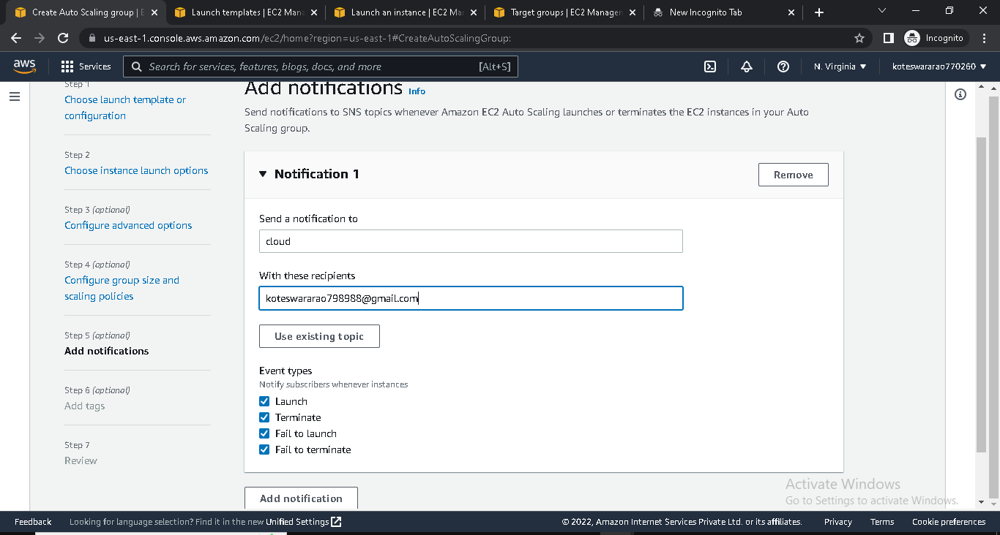 Create Auto Scaling group | E
Launch templates | EC2 Mana
Launch an instance | EC2 Mar
Target groups | EC2 Managen
New Incognito Tab
us-east-1.console.aws.amazon.com/ec2/home?region=us-east-1#CreateAutoScalingGroup:
Incognito
aws
Services
Search for services, features, blogs, docs, and more
[Alt+S]
N. Virginia
koteswararao770260
Step 1
Choose launch template or
configuration
Step 2
Choose instance launch options
Step 3 (optional)
Configure advanced options
Step 4 (optional)
Configure group size and
scaling policies
Step 5 (optional)
Add notifications
Step 6 (optional)
Add tags
Step 7
Review
Add notifications Info
Send notifications to SNS topics whenever Amazon EC2 Auto Scaling launches or terminates the EC2 instances in your Auto
Scaling group.
Notification 1
Remove
Send a notification to
cloud
With these recipients
koteswararao798988@gmail.com
Use existing topic
Event types
Notify subscribers whenever instances
Launch
Terminate
Fail to launch
Fail to terminate
Add notification
Activate Windows
Go to Settings to activate Windows.
Feedback
Looking for language selection? Find it in the new Unified Settings
© 2022, Amazon Internet Services Private Ltd. or its affiliates.
Privacy
Terms
Cookie preferences